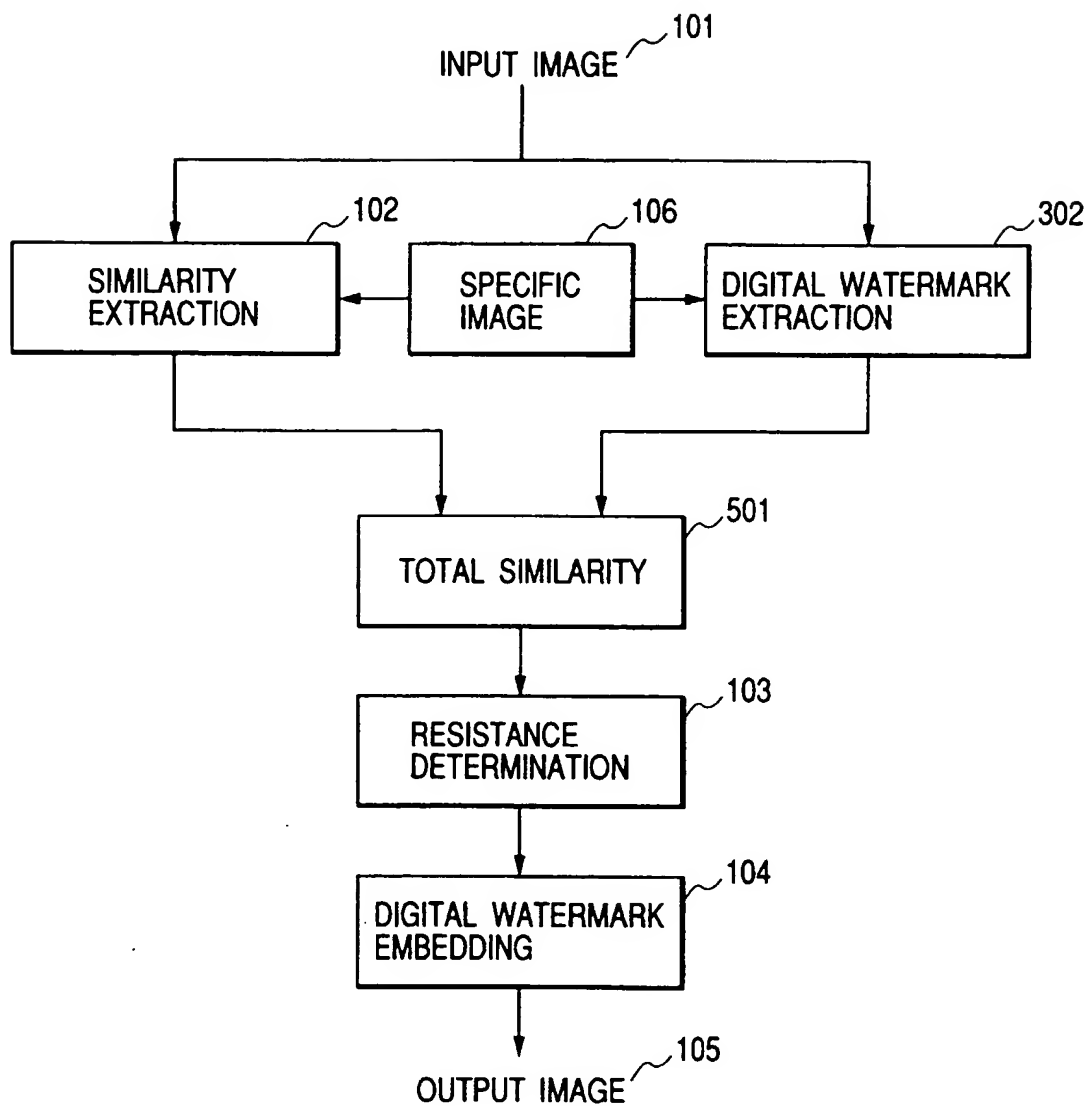 101
INPUT IMAGE
102
106
302
SIMILARITY
EXTRACTION
SPECIFIC
IMAGE
DIGITAL WATERMARK
EXTRACTION
501
TOTAL SIMILARITY
103
RESISTANCE
DETERMINATION
104
DIGITAL WATERMARK
EMBEDDING
105
OUTPUT IMAGE